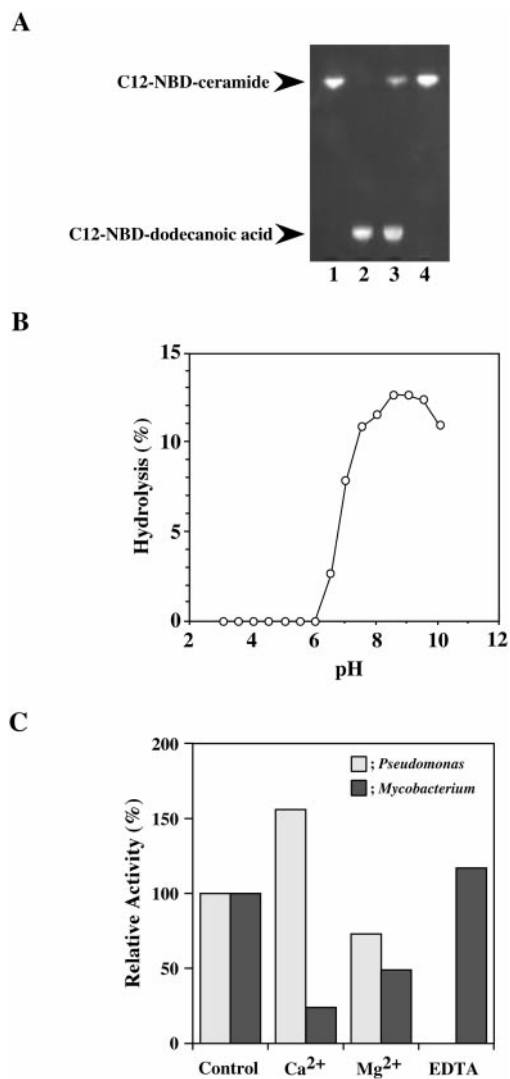 A
C12-NBD-ceramide
C12-NBD-dodecanoic acid
1 2 3 4
B
15
10
5
0
Hydrolysis (%)
2 4 6 8 10 12
pH
C
200
150
100
50
0
Relative Activity (%)
; Pseudomonas
; Mycobacterium
Control Ca2+ Mg2+ EDTA